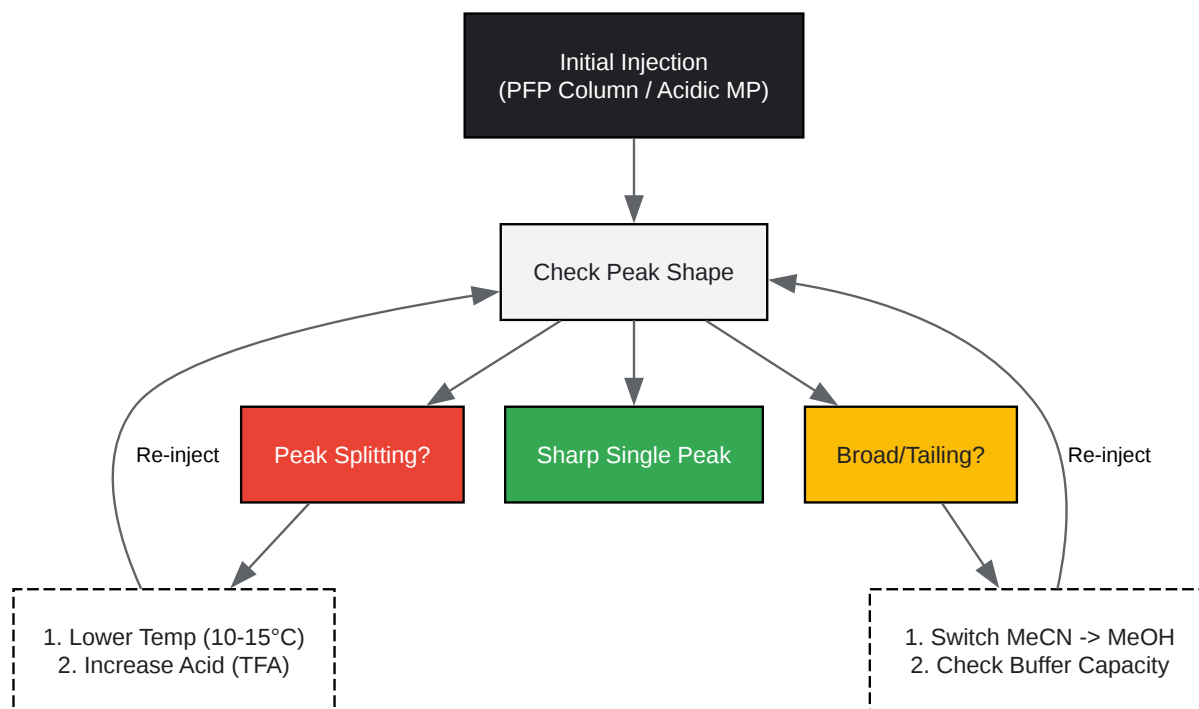 Initial Injection
(PFP Column / Acidic MP)
Check Peak Shape
Re-inject
Peak Splitting?
Sharp Single Peak
Broad/Tailing?
Re-inject
1. Lower Temp (10-15°C)
2. Increase Acid (TFA)
1. Switch MeCN -> MeOH
2. Check Buffer Capacity